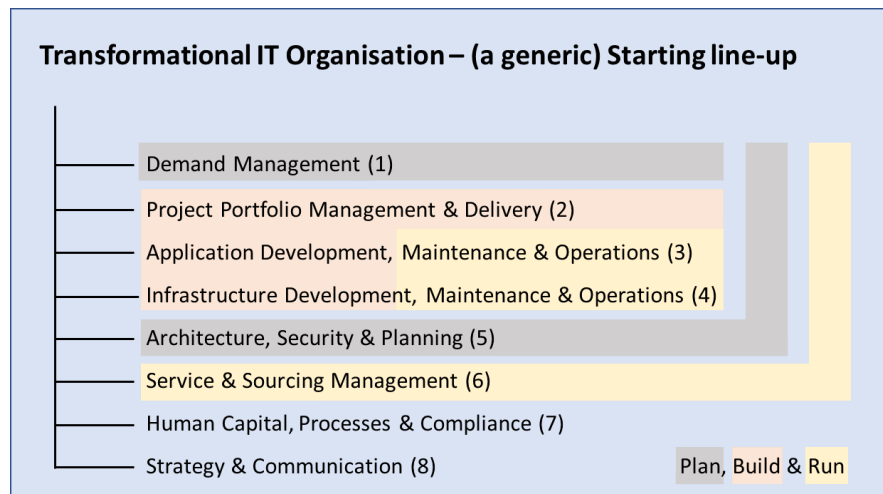 Transformational IT Organisation – (a generic) Starting line-up
Demand Management (1)
Project Portfolio Management & Delivery (2)
Application Development, Maintenance & Operations (3)
Infrastructure Development, Maintenance & Operations (4)
Architecture, Security & Planning (5)
Service & Sourcing Management (6)
Human Capital, Processes & Compliance (7)
Strategy & Communication (8)
Plan, Build & Run